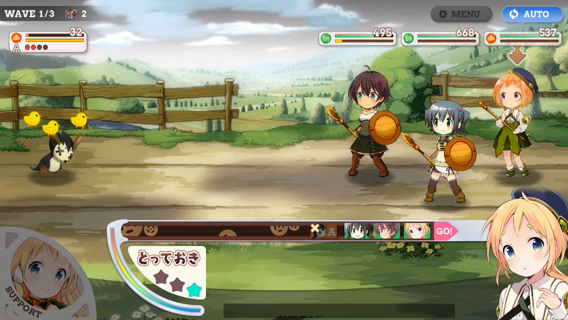 WAVE 1/3 2
MENU
AUTO
32
A
495
668
537
GO!
とっておき
SUPPORT